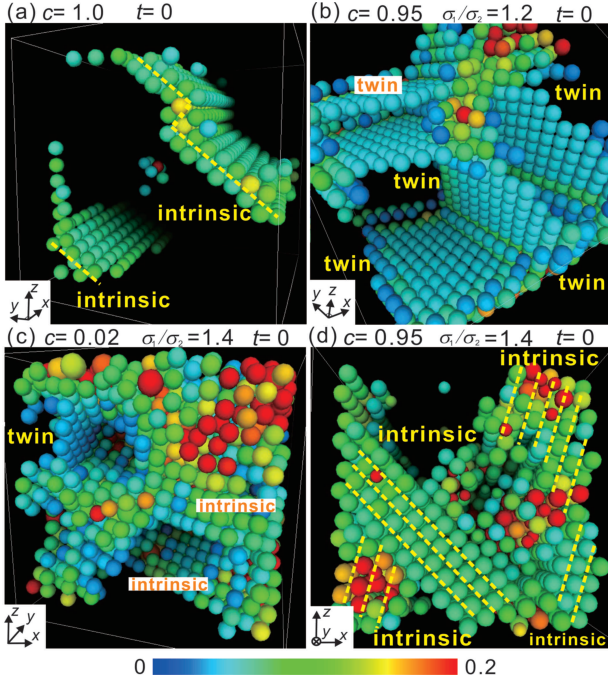 (a) c= 1.0 t= 0
intrinsic
intrinsic
z
y x
(b) c= 0.95 σ₁/σ₂=1.2 t= 0
twin
twin
twin
twin
twin
z
y x
(c) c= 0.02 σ₁/σ₂=1.4 t= 0
twin
intrinsic
intrinsic
z
y
x
(d) c= 0.95 σ₁/σ₂=1.4 t= 0
intrinsic
intrinsic
intrinsic
intrinsic
z
y
x
0 0.2